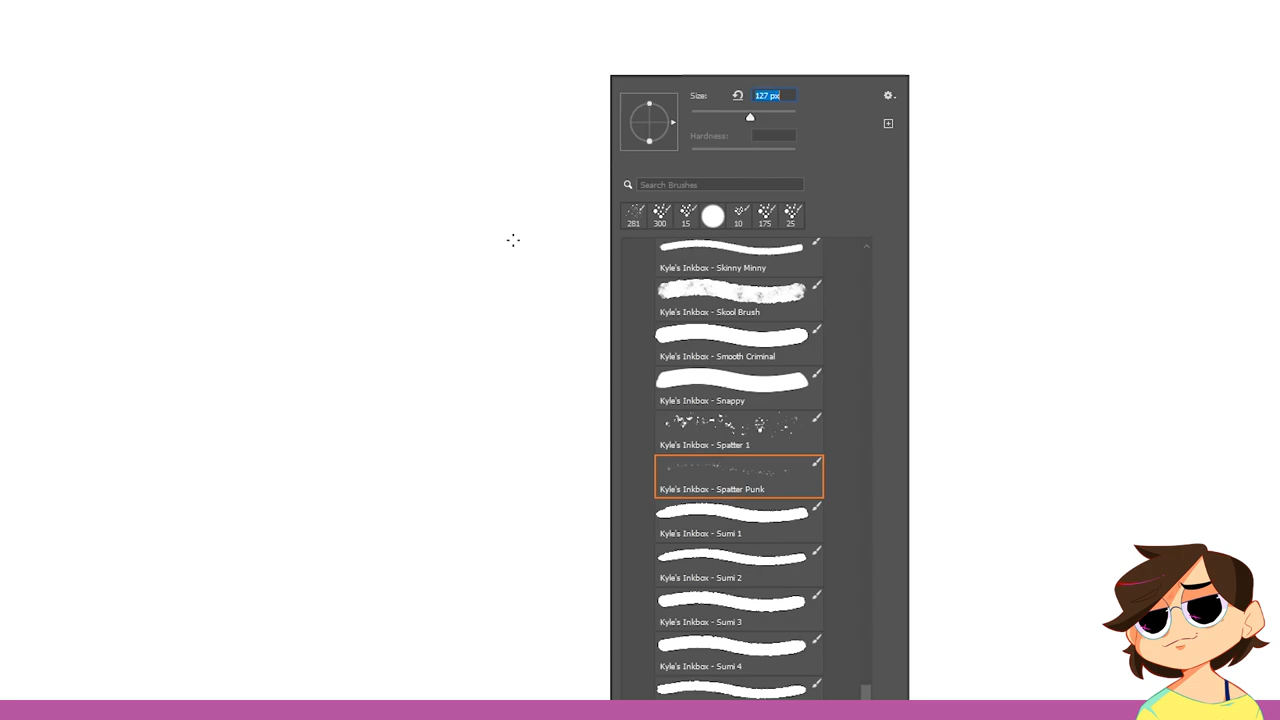 Size: 127 px
Hardness:
Search Brushes
281 300 15 10 175 25
Kyle's Inkbox - Skinny Minny
Kyle's Inkbox - Skool Brush
Kyle's Inkbox - Smooth Criminal
Kyle's Inkbox - Snappy
Kyle's Inkbox - Spatter 1
Kyle's Inkbox - Spatter Punk
Kyle's Inkbox - Sumi 1
Kyle's Inkbox - Sumi 2
Kyle's Inkbox - Sumi 3
Kyle's Inkbox - Sumi 4